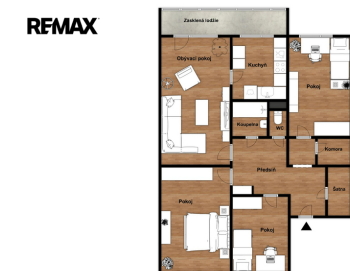 RE/MAX
Zasklená lodžie
Obývací pokoj
Kuchyň
Pokoj
Koupelna
WC
Komora
Předsíň
Šatna
Pokoj
Pokoj